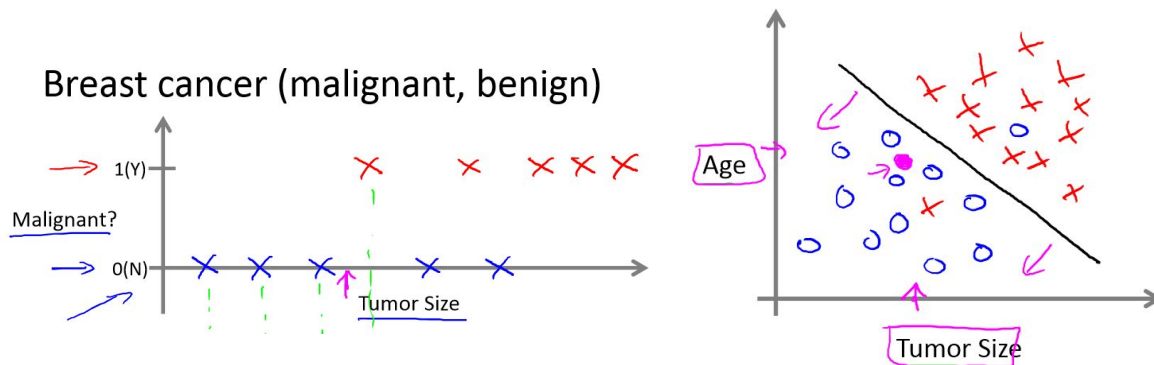 Breast cancer (malignant, benign)
1(Y)
Malignant?
0(N)
Tumor Size
Age
Tumor Size